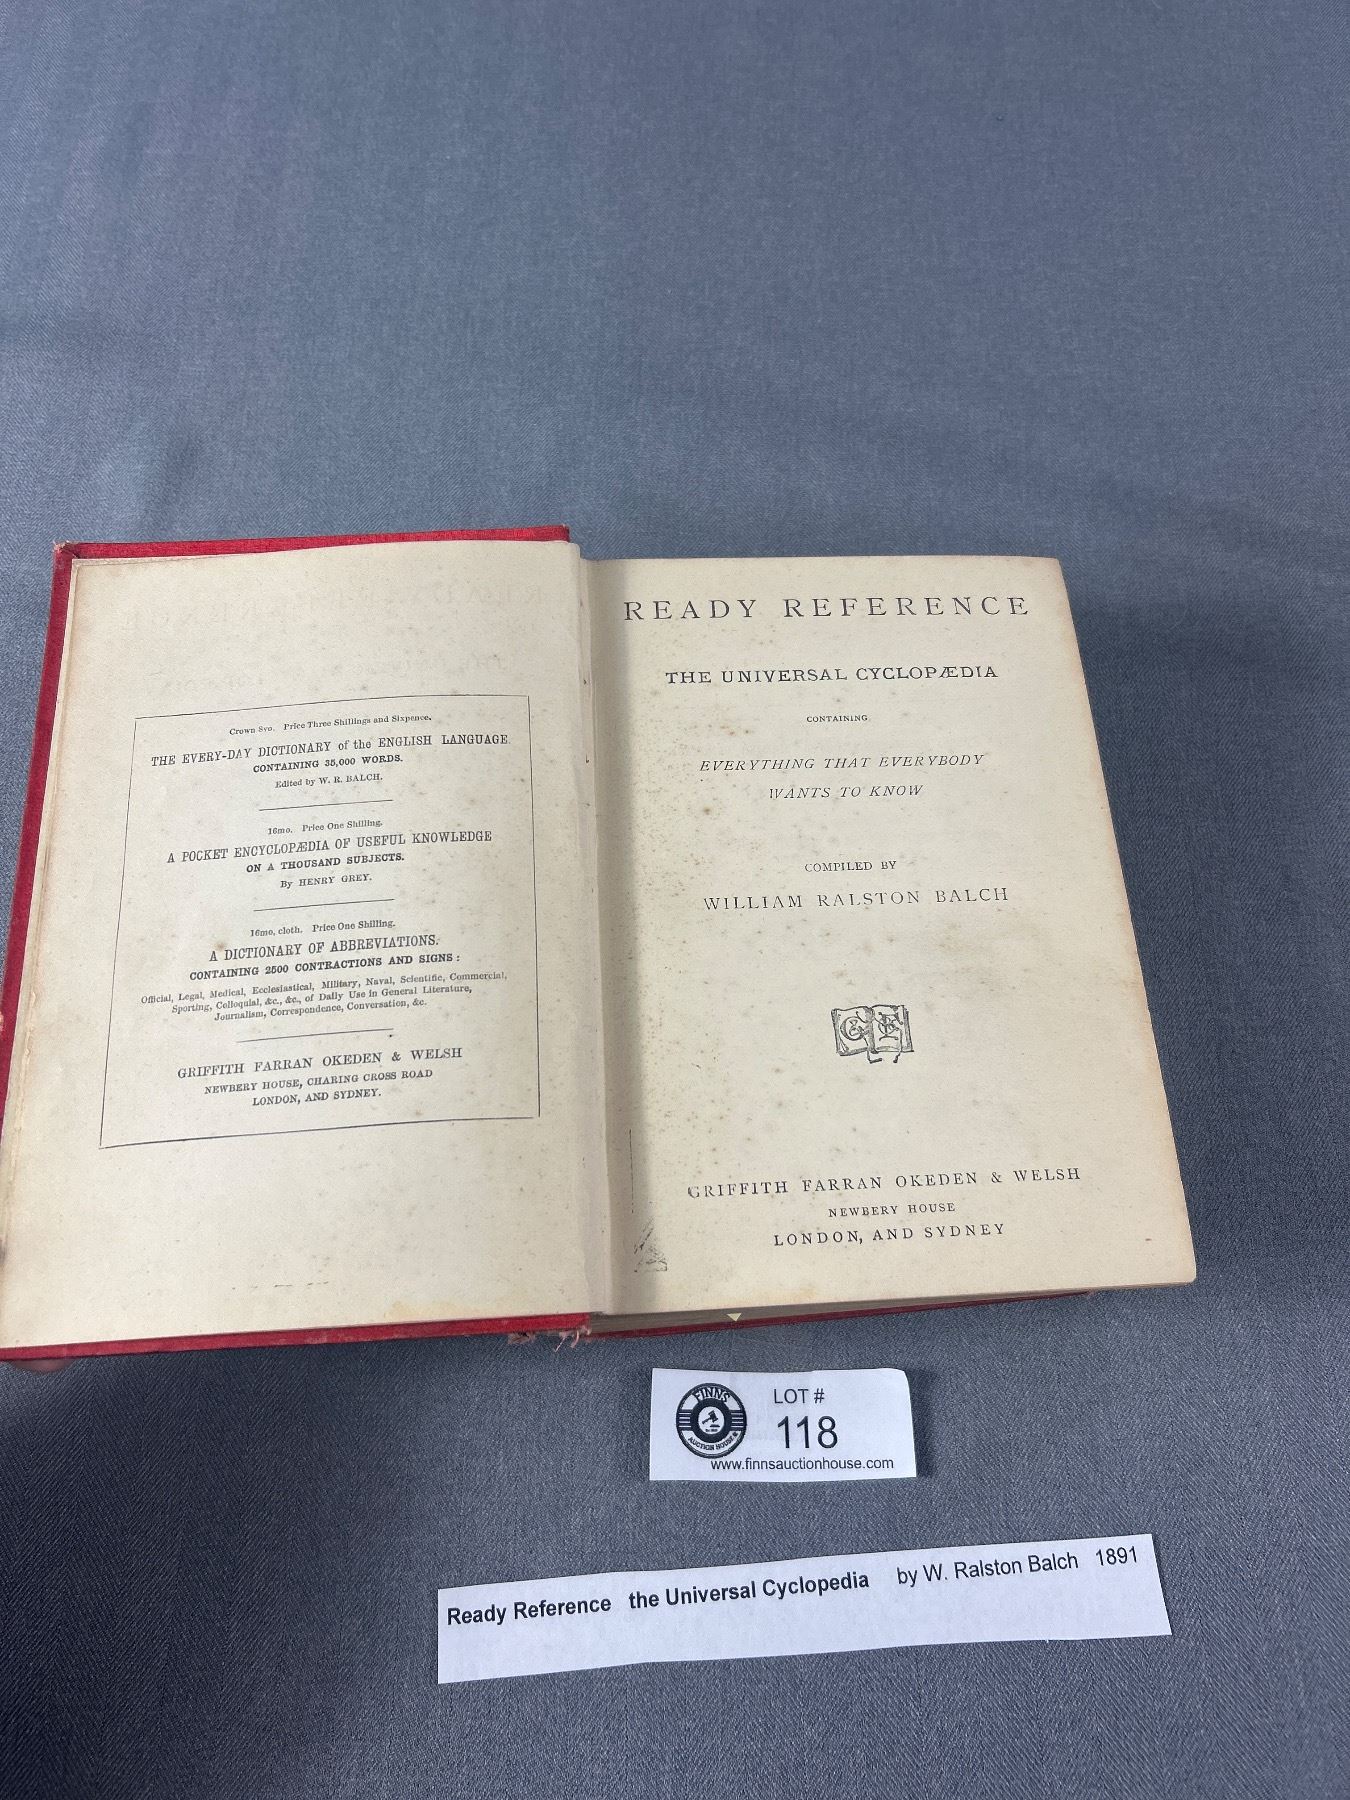 Crown 8vo. Price Three Shillings and Sixpence.
THE EVERY-DAY DICTIONARY of the ENGLISH LANGUAGE.
CONTAINING 35,000 WORDS.
Edited by W. R. BALCH.
16mo. Price One Shilling.
A POCKET ENCYCLOPÆDIA OF USEFUL KNOWLEDGE
ON A THOUSAND SUBJECTS.
By HENRY GREY.
16mo, cloth. Price One Shilling.
A DICTIONARY OF ABBREVIATIONS.
CONTAINING 2500 CONTRACTIONS AND SIGNS:
Official, Legal, Medical, Ecclesiastical, Military, Naval, Scientific, Commercial,
Sporting, Colloquial, &c., &c., of Daily Use in General Literature,
Journalism, Correspondence, Conversation, &c.
GRIFFITH FARRAN OKEDEN & WELSH
NEWBERY HOUSE, CHARING CROSS ROAD
LONDON, AND SYDNEY.
READY REFERENCE
THE UNIVERSAL CYCLOPÆDIA
CONTAINING
EVERYTHING THAT EVERYBODY
WANTS TO KNOW
COMPILED BY
WILLIAM RALSTON BALCH
GRIFFITH FARRAN OKEDEN & WELSH
NEWBERY HOUSE
LONDON, AND SYDNEY
FINNS
AUCTION HOUSE
LOT #
118
www.finnsauctionhouse.com
Ready Reference the Universal Cyclopedia by W. Ralston Balch 1891